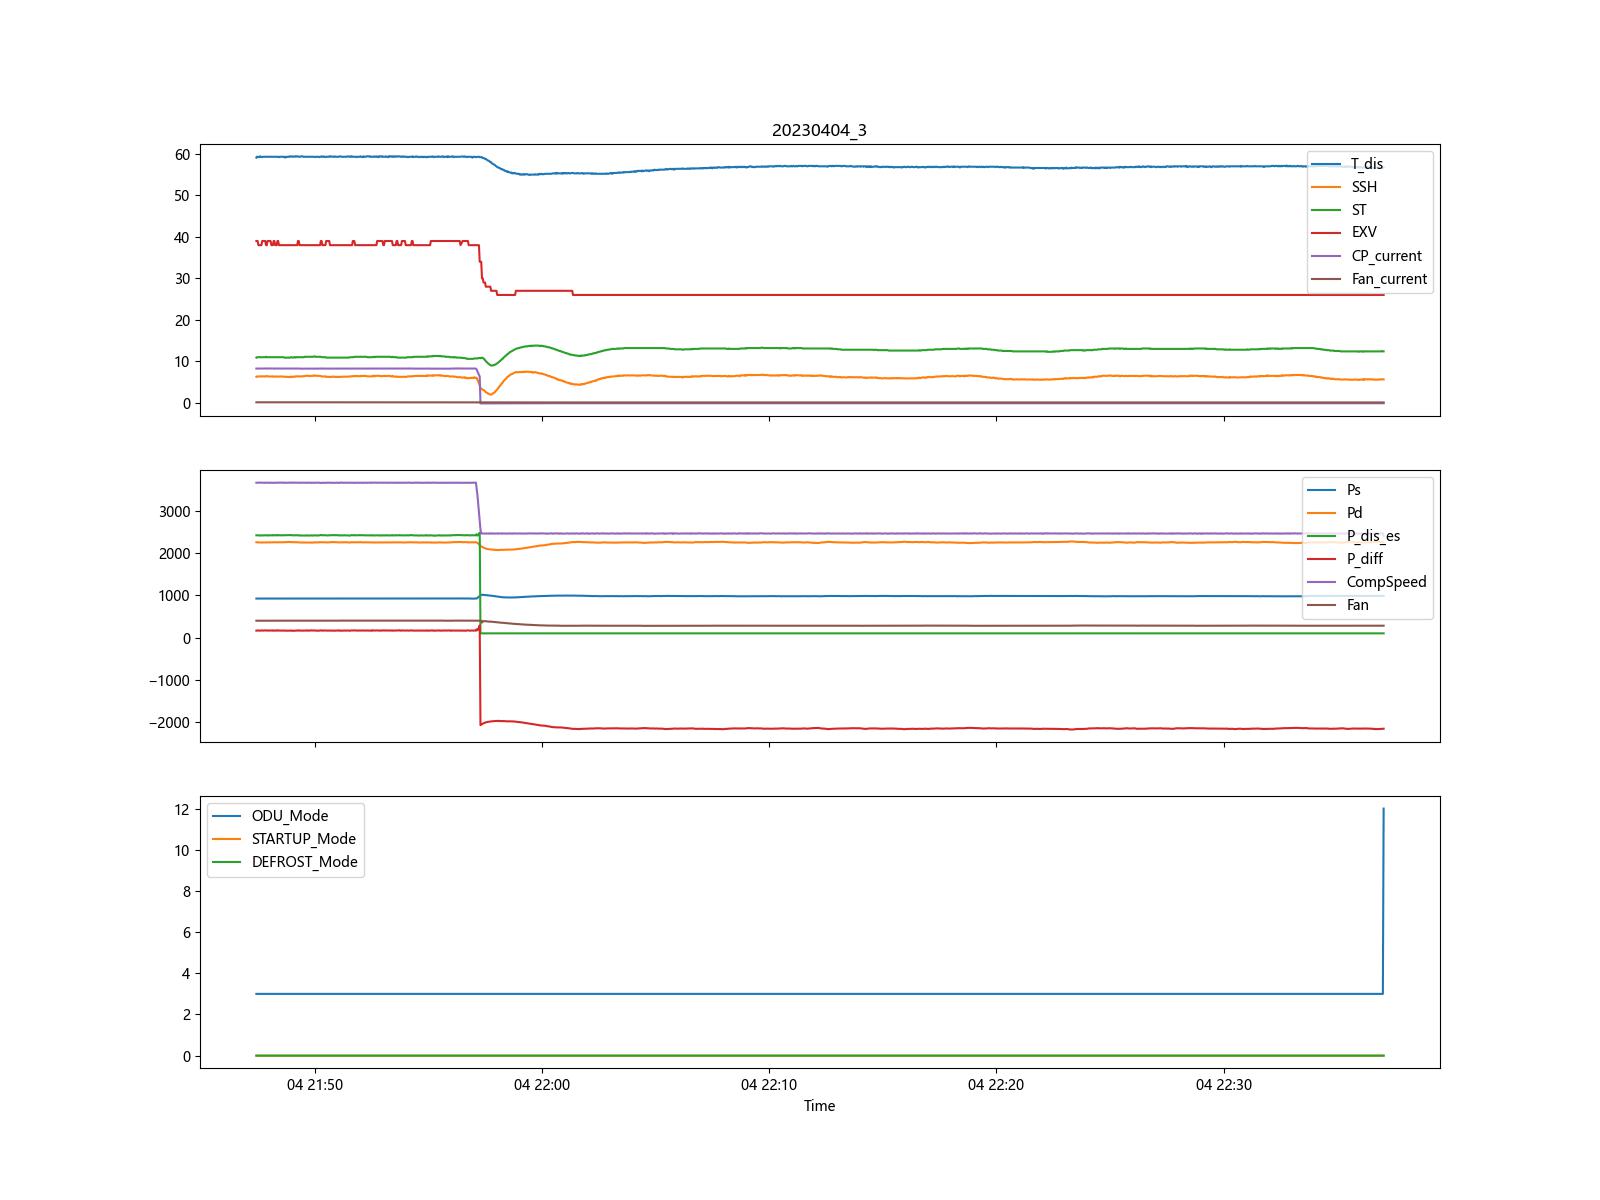 20230404_3
60
50
40
30
20
10
0
T_dis
SSH
ST
EXV
CP_current
Fan_current
3000
2000
1000
0
−1000
−2000
Ps
Pd
P_dis_es
P_diff
CompSpeed
Fan
12
10
8
6
4
2
0
ODU_Mode
STARTUP_Mode
DEFROST_Mode
04 21:50 04 22:00 04 22:10 04 22:20 04 22:30
Time